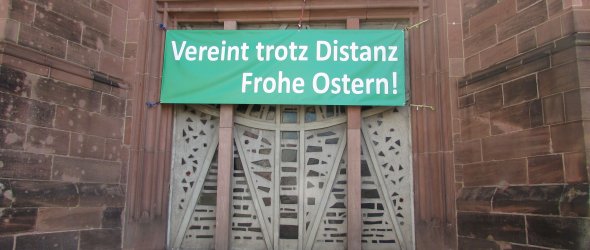 Vereint trotz Distanz
Frohe Ostern!